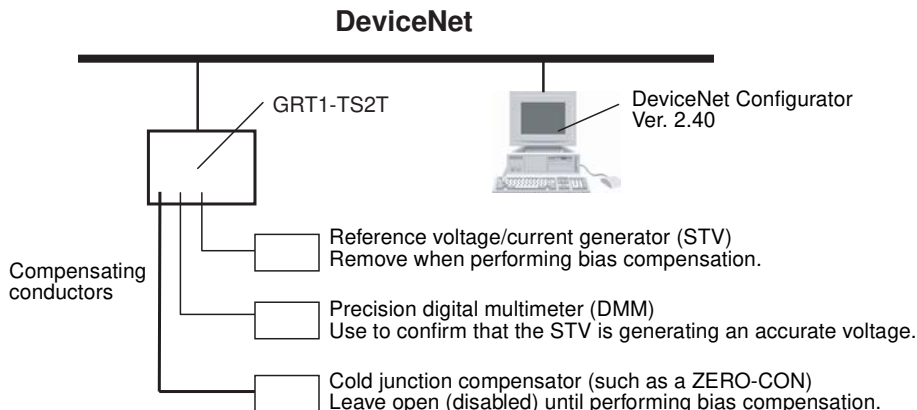 DeviceNet
GRT1-TS2T
DeviceNet Configurator
Ver. 2.40
Reference voltage/current generator (STV)
Remove when performing bias compensation.
Compensating
conductors
Precision digital multimeter (DMM)
Use to confirm that the STV is generating an accurate voltage.
Cold junction compensator (such as a ZERO-CON)
Leave open (disabled) until performing bias compensation.